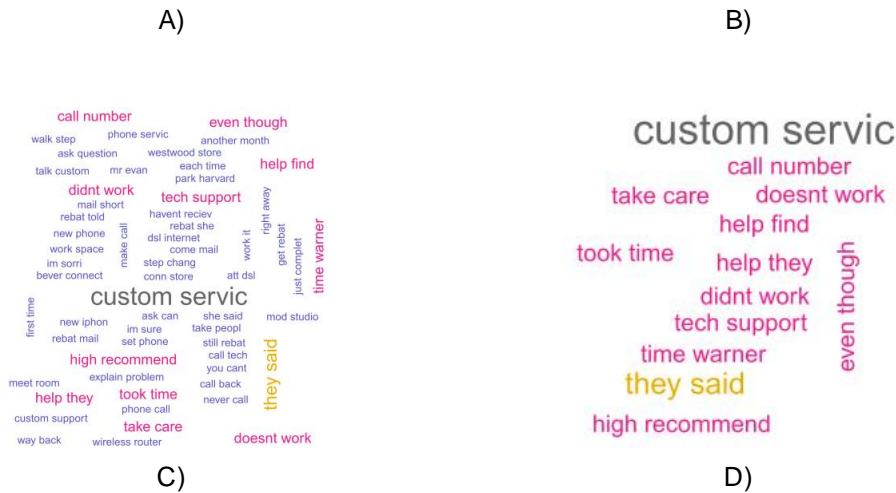 A)
B)
call number
even though
walk step
phone servic
another month
ask question
westwood store
each time
help find
talk custom
mr evan
park harvard
didnt work
tech support
mail short
right away
rebat told
havent reciev
rebat she
new phone
make call
dsl internet
work it
get rebat
just complet
time warner
work space
come mail
im sorri
step chang
bever connect
conn store
att dsl
custom servic
first time
new iphon
ask can
she said
mod studio
im sure
take peopl
rebat mail
set phone
still rebat
they said
high recommend
call tech
you cant
meet room
explain problem
call back
help they
took time
never call
phone call
custom support
take care
way back
wireless router
doesnt work
custom servic
call number
take care
doesnt work
help find
took time
help they
even though
didnt work
tech support
time warner
they said
high recommend
C)
D)